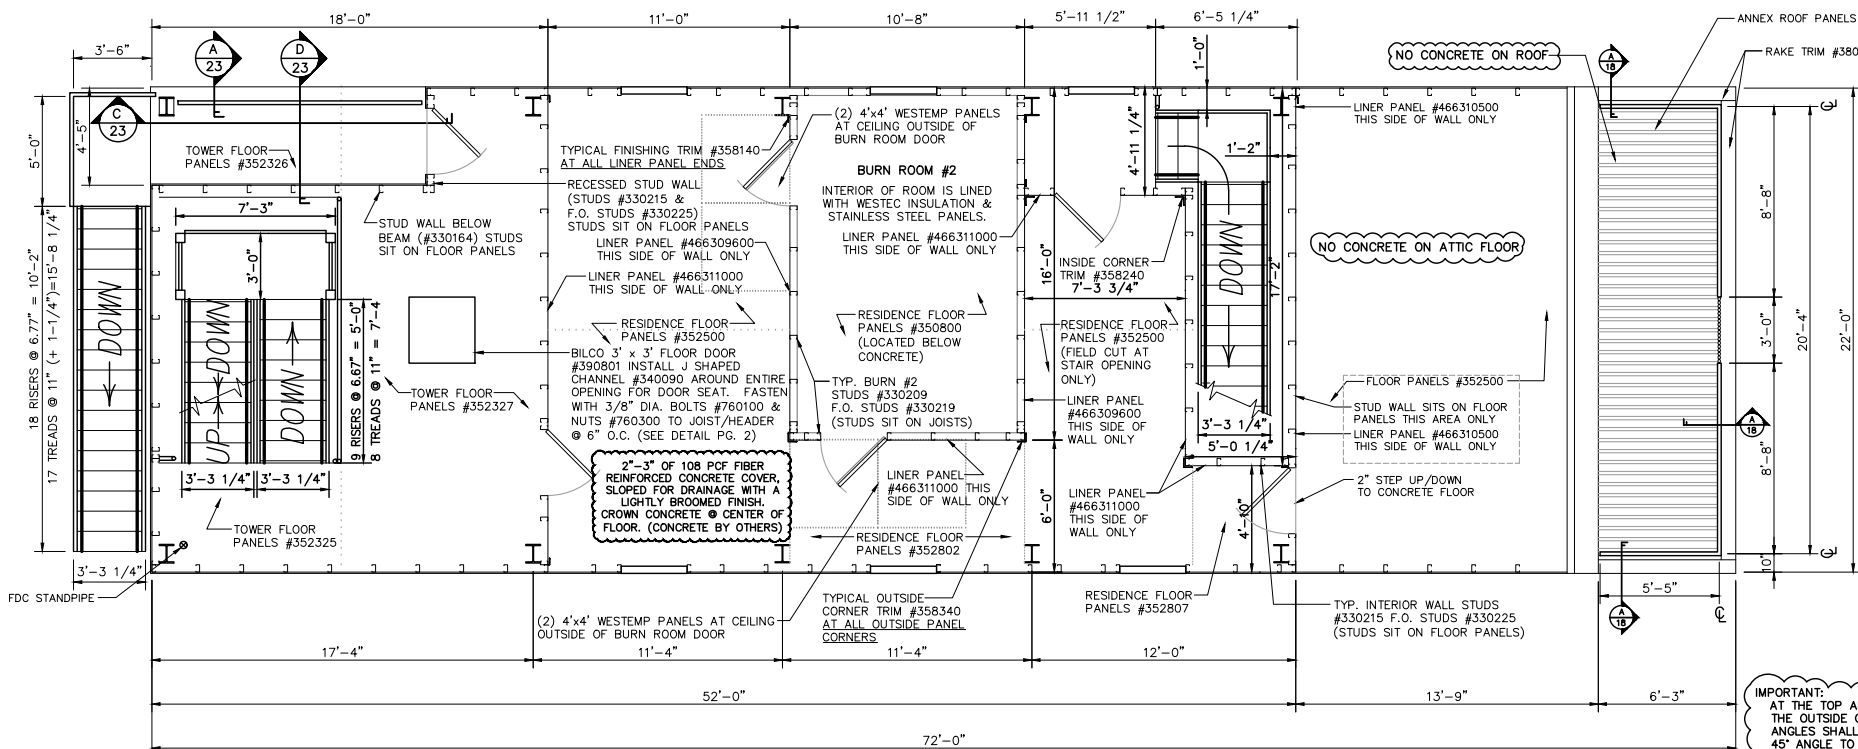 18'-0"
11'-0"
10'-8"
5'-11 1/2"
6'-5 1/4"
ANNEX ROOF PANELS
3'-6"
A
23
D
23
1'-0"
NO CONCRETE ON ROOF
A
18
RAKE TRIM #380
C
23
5'-0"
4'-5"
TOWER FLOOR
PANELS #352326
TYPICAL FINISHING TRIM #358140
AT ALL LINER PANEL ENDS
(2) 4'x4' WESTEMP PANELS
AT CEILING OUTSIDE OF
BURN ROOM DOOR
4'-11 1/4"
1'-2"
LINER PANEL #466310500
THIS SIDE OF WALL ONLY
RECESSED STUD WALL
(STUDS #330215 &
F.O. STUDS #330225)
STUDS SIT ON FLOOR PANELS
BURN ROOM #2
INTERIOR OF ROOM IS LINED
WITH WESTEC INSULATION &
STAINLESS STEEL PANELS.
7'-3"
STUD WALL BELOW
BEAM (#330164) STUDS
SIT ON FLOOR PANELS
LINER PANEL #466309600
THIS SIDE OF WALL ONLY
LINER PANEL #466311000
THIS SIDE OF WALL ONLY
NO CONCRETE ON ATTIC FLOOR
8'-8"
18 RISERS @ 6.77" = 10'-2"
17 TREADS @ 11" (+ 1-1/4")=15'-8 1/4"
DOWN
3'-0"
LINER PANEL #466311000
THIS SIDE OF WALL ONLY
16'-0"
INSIDE CORNER
TRIM #358240
7'-3 3/4"
DOWN
17'-2"
UP
DOWN
DOWN
9 RISERS @ 6.67" = 5'-0"
8 TREADS @ 11" = 7'-4
RESIDENCE FLOOR
PANELS #352500
RESIDENCE FLOOR
PANELS #350800
(LOCATED BELOW
CONCRETE)
RESIDENCE FLOOR
PANELS #352500
(FIELD CUT AT
STAIR OPENING
ONLY)
3'-0"
20'-4"
22'-0"
BILCO 3' x 3' FLOOR DOOR
#390801 INSTALL J SHAPED
CHANNEL #340090 AROUND ENTIRE
OPENING FOR DOOR SEAT. FASTEN
WITH 3/8" DIA. BOLTS #760100 &
NUTS #760300 TO JOIST/HEADER
@ 6" O.C. (SEE DETAIL PG. 2)
TOWER FLOOR
PANELS #352327
TYP. BURN #2
STUDS #330209
F.O. STUDS #330219
(STUDS SIT ON JOISTS)
LINER PANEL
#466309600
THIS SIDE OF
WALL ONLY
FLOOR PANELS #352500
STUD WALL SITS ON FLOOR
PANELS THIS AREA ONLY
LINER PANEL #466310500
THIS SIDE OF WALL ONLY
3'-3 1/4"
5'-0 1/4"
A
18
8'-8"
2"-3" OF 108 PCF FIBER
REINFORCED CONCRETE COVER,
SLOPED FOR DRAINAGE WITH A
LIGHTLY BROOMED FINISH.
CROWN CONCRETE @ CENTER OF
FLOOR. (CONCRETE BY OTHERS)
LINER PANEL
#466311000 THIS
SIDE OF WALL ONLY
3'-3 1/4"
3'-3 1/4"
LINER PANEL
#466311000
THIS SIDE OF
WALL ONLY
2" STEP UP/DOWN
TO CONCRETE FLOOR
6'-0"
4'-10"
TOWER FLOOR
PANELS #352325
RESIDENCE FLOOR
PANELS #352802
10"
3'-3 1/4"
FDC STANDPIPE
(2) 4'x4' WESTEMP PANELS AT CEILING
OUTSIDE OF BURN ROOM DOOR
TYPICAL OUTSIDE
CORNER TRIM #358340
AT ALL OUTSIDE PANEL
CORNERS
RESIDENCE FLOOR
PANELS #352807
TYP. INTERIOR WALL STUDS
#330215 F.O. STUDS #330225
(STUDS SIT ON FLOOR PANELS)
5'-5"
A
18
17'-4"
11'-4"
11'-4"
12'-0"
52'-0"
13'-9"
6'-3"
72'-0"
IMPORTANT:
AT THE TOP A
THE OUTSIDE
ANGLES SHALL
45° ANGLE TO